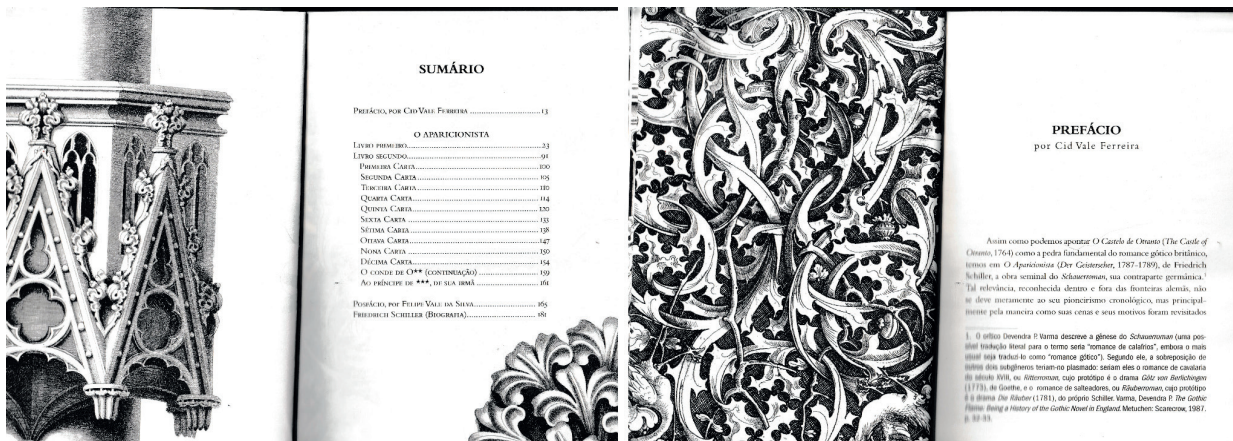 SUMÁRIO
Prefácio, por Cid Vale Ferreira ........ 13
O APARICIONISTA
Livro primeiro ........ 23
Livro segundo ........ 91
Primeira Carta ........ 100
Segunda Carta ........ 105
Terceira Carta ........ 110
Quarta Carta ........ 114
Quinta Carta ........ 120
Sexta Carta ........ 133
Sétima Carta ........ 138
Oitava Carta ........ 147
Nona Carta ........ 150
Décima Carta ........ 154
O conde de O** (continuação) ........ 159
Ao príncipe de ***, de sua irmã ........ 161
Posfácio, por Felipe Vale da Silva ........ 165
Friedrich Schiller (Biografia) ........ 181
PREFÁCIO
por Cid Vale Ferreira
Assim como podemos apontar O Castelo de Otranto (The Castle of
Otranto, 1764) como a pedra fundamental do romance gótico britânico,
temos em O Aparicionista (Der Geisterseher, 1787-1789), de Friedrich
Schiller, a obra seminal do Schauerroman, sua contraparte germânica.¹
Tal relevância, reconhecida dentro e fora das fronteiras alemãs, não
se deve meramente ao seu pioneirismo cronológico, mas principal-
mente pela maneira como suas cenas e seus motivos foram revisitados
1. O crítico Devendra P. Varma descreve a gênese do Schauerroman (uma pos-
sível tradução literal para o termo seria "romance de calafrios", embora o mais
usual seja traduzi-lo como "romance gótico"). Segundo ele, a sobreposição de
outros dois subgêneros teriam-no plasmado: seriam eles o romance de cavalaria
do século XVIII, ou Ritterroman, cujo protótipo é o drama Götz von Berlichingen
(1773), de Goethe, e o romance de salteadores, ou Räuberroman, cujo protótipo
é o drama Die Räuber (1781), do próprio Schiller. Varma, Devendra P. The Gothic
Flame: Being a History of the Gothic Novel in England. Metuchen: Scarecrow, 1987.
p. 32-33.